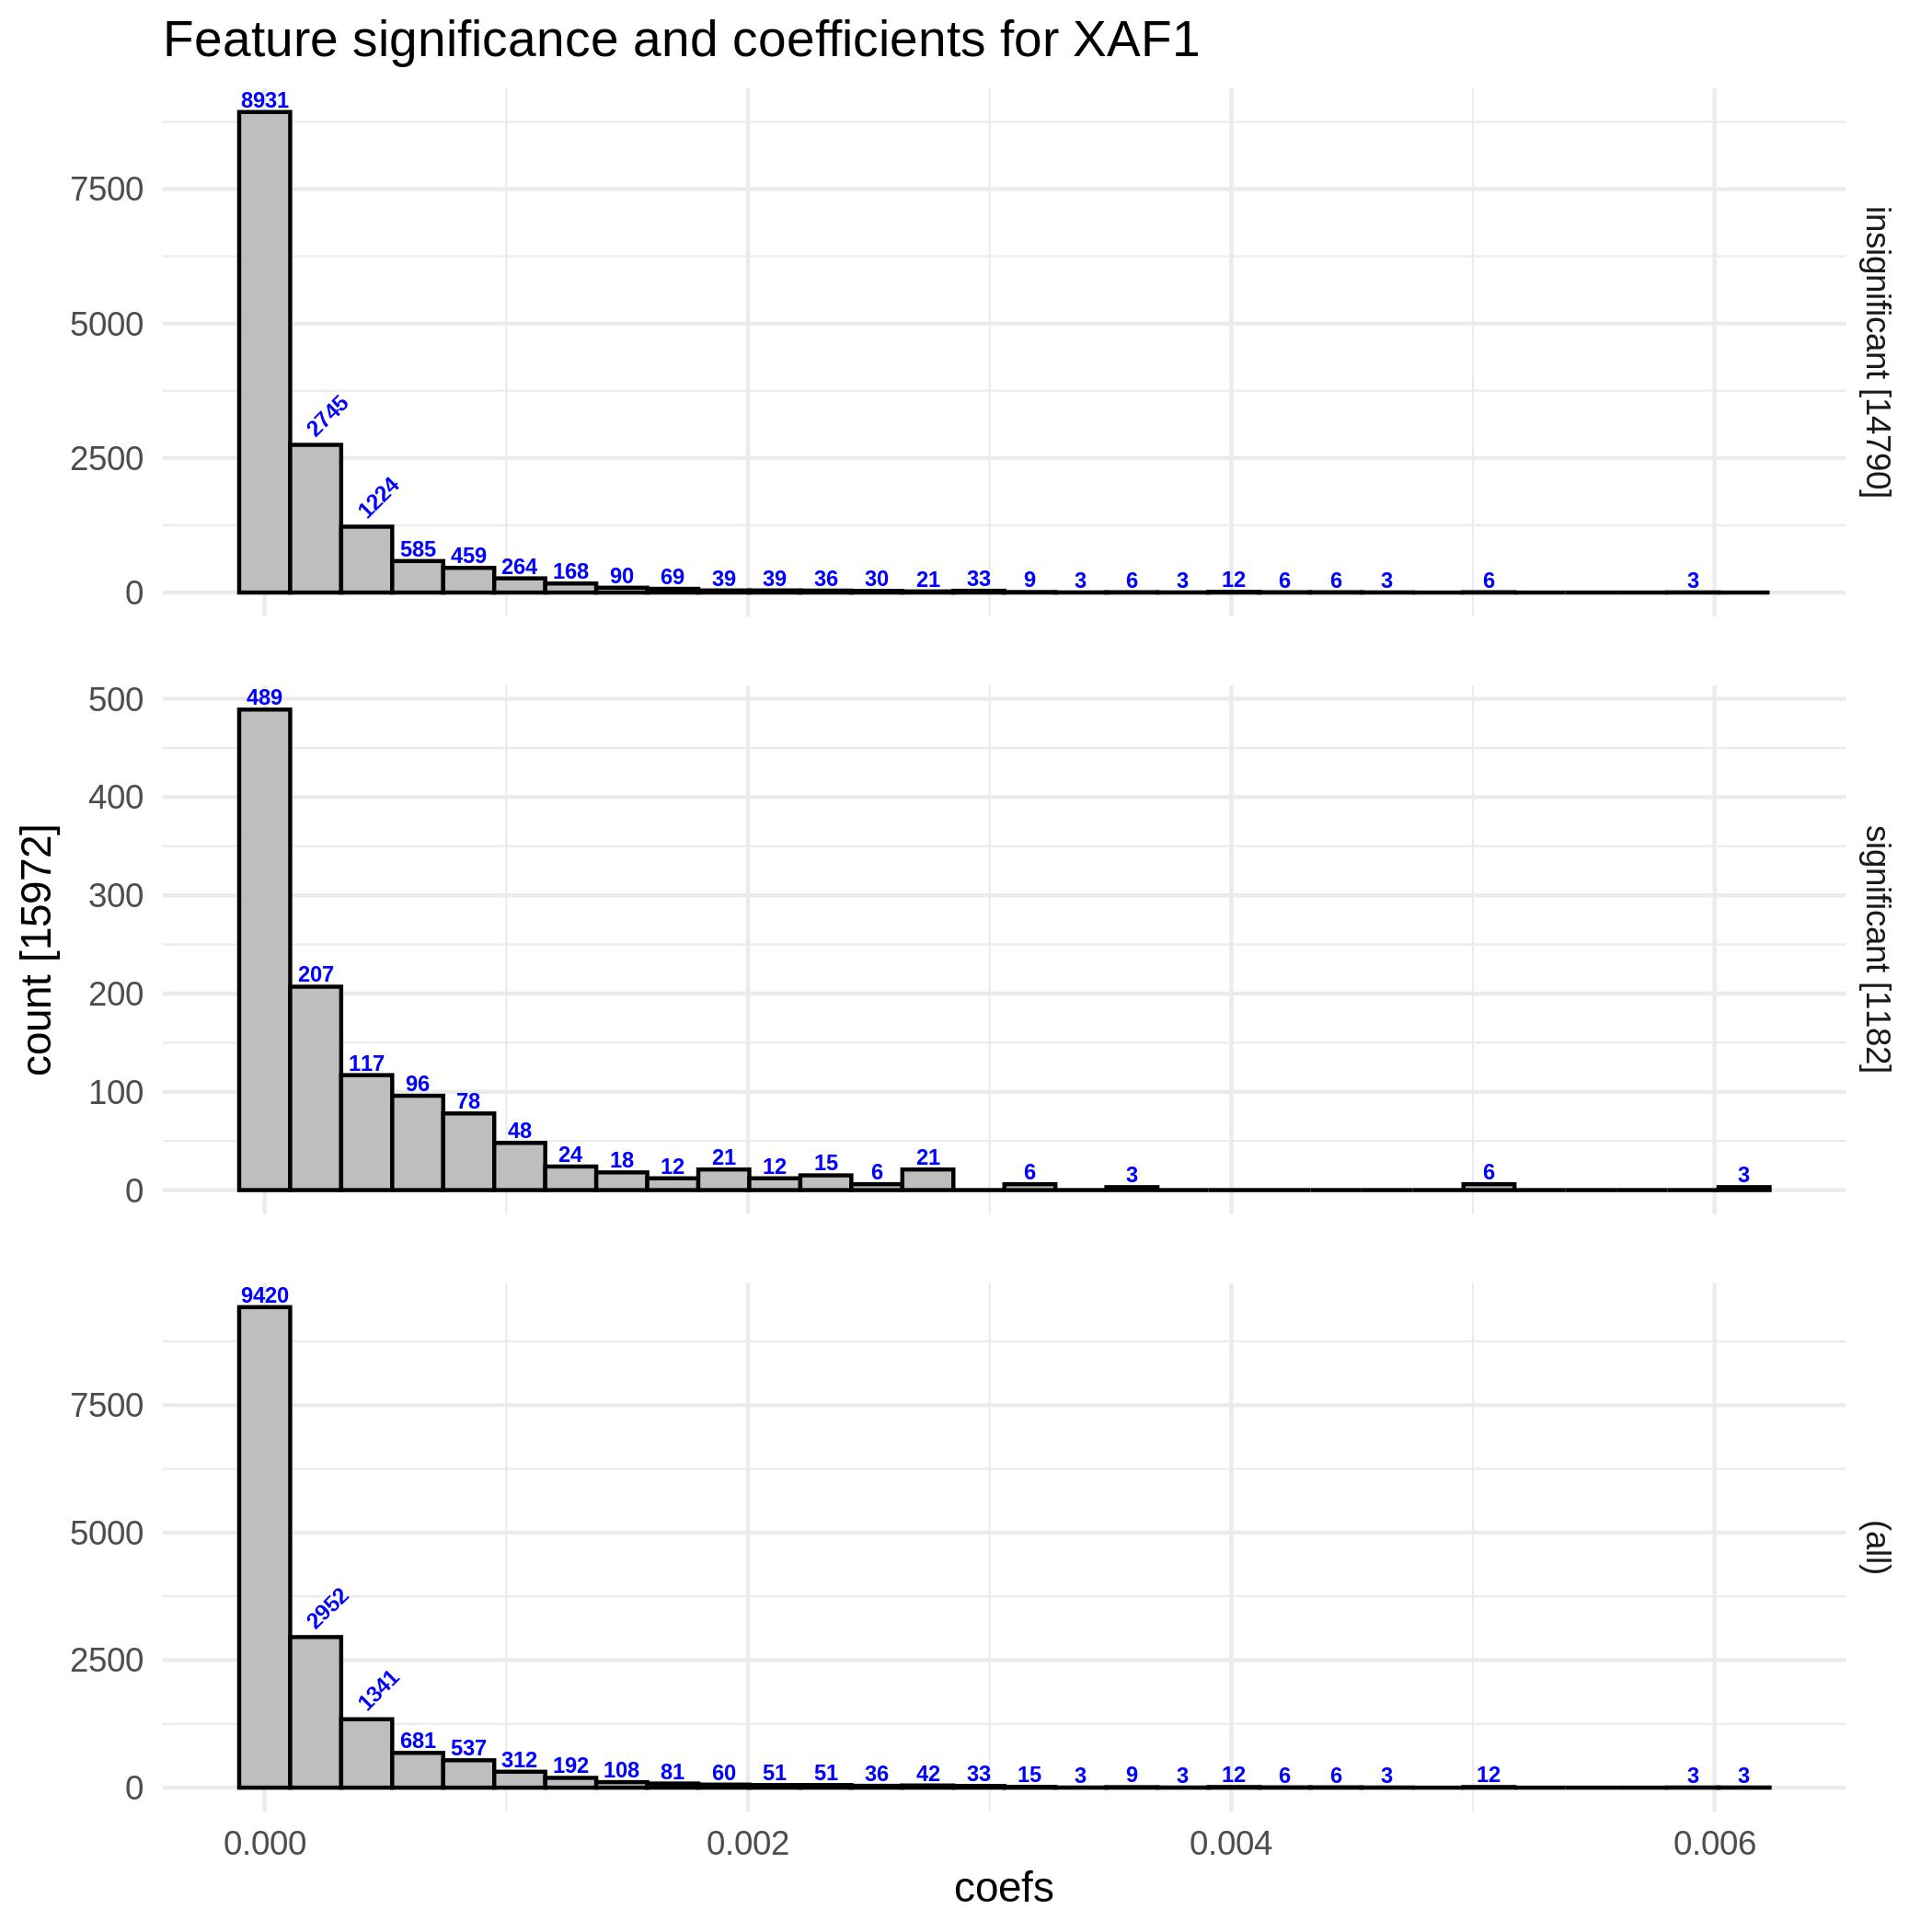 Feature significance and coefficients for XAF1
8931
2745
1224
585 459 264 168 90 69 39 39 36 30 21 33 9 3 6 3 12 6 6 3 6 3
7500
5000
2500
0
insignificant [14790]
489
207
117
96
78
48
24 18 12 21 12 15 6 21 6 3 6 3
500
400
300
200
100
0
significant [1182]
count [15972]
9420
2952
1341
681 537 312 192 108 81 60 51 51 36 42 33 15 3 9 3 12 6 6 3 12 3 3
7500
5000
2500
0
(all)
0.000 0.002 0.004 0.006
coefs